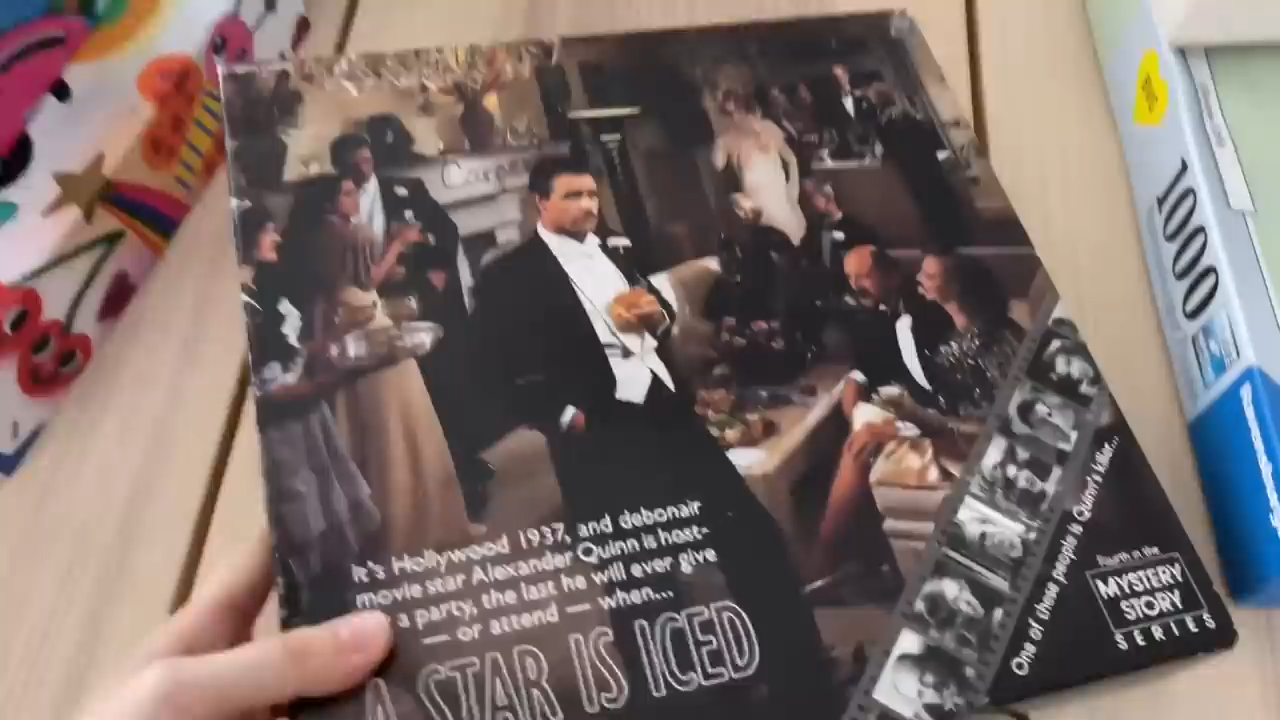 It's Hollywood 1937, and debonair
movie star Alexander Quinn is host-
a party, the last he will ever give
— or attend — when...
A STAR IS ICED
One of these people is Quinn's killer...
Fourth in the
MYSTERY
STORY
SERIES
1000